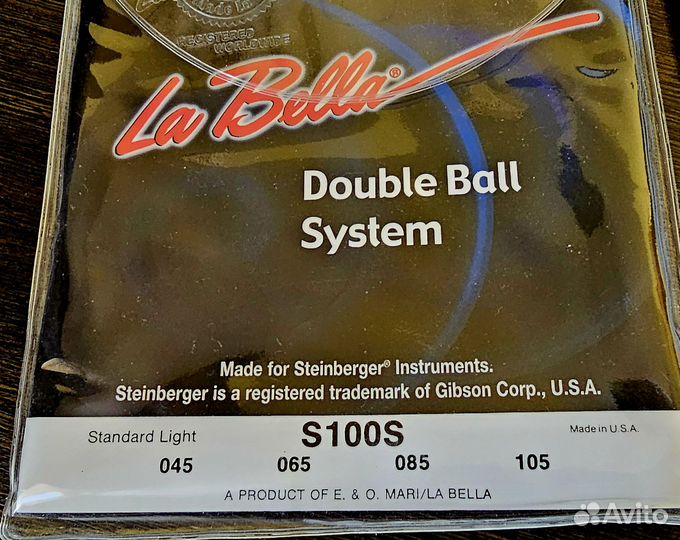 REGISTERED
WORLDWIDE
La Bella®
Double Ball
System
Made for Steinberger® Instruments.
Steinberger is a registered trademark of Gibson Corp., U.S.A.
Standard Light S100S Made in U.S.A.
045 065 085 105
A PRODUCT OF E. & O. MARI/LA BELLA
Avito